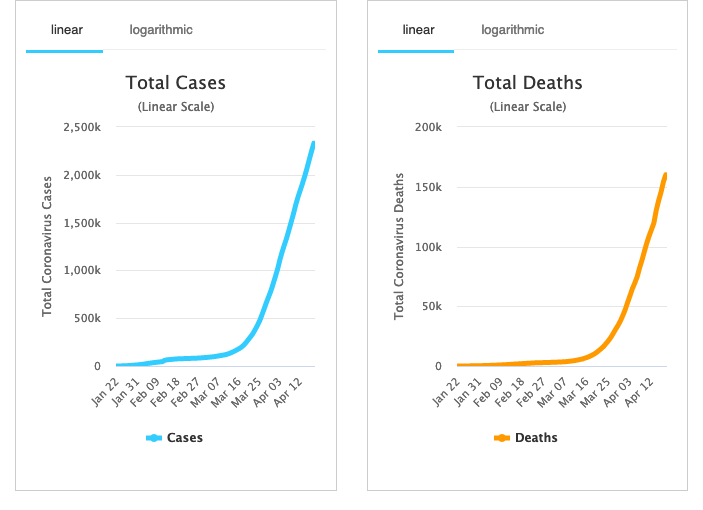 linear
logarithmic
Total Cases
(Linear Scale)
Total Coronavirus Cases
2,500k
2,000k
1,500k
1,000k
500k
0
Jan 22
Jan 31
Feb 09
Feb 18
Feb 27
Mar 07
Mar 16
Mar 25
Apr 03
Apr 12
Cases
linear
logarithmic
Total Deaths
(Linear Scale)
Total Coronavirus Deaths
200k
150k
100k
50k
0
Jan 22
Jan 31
Feb 09
Feb 18
Feb 27
Mar 07
Mar 16
Mar 25
Apr 03
Apr 12
Deaths